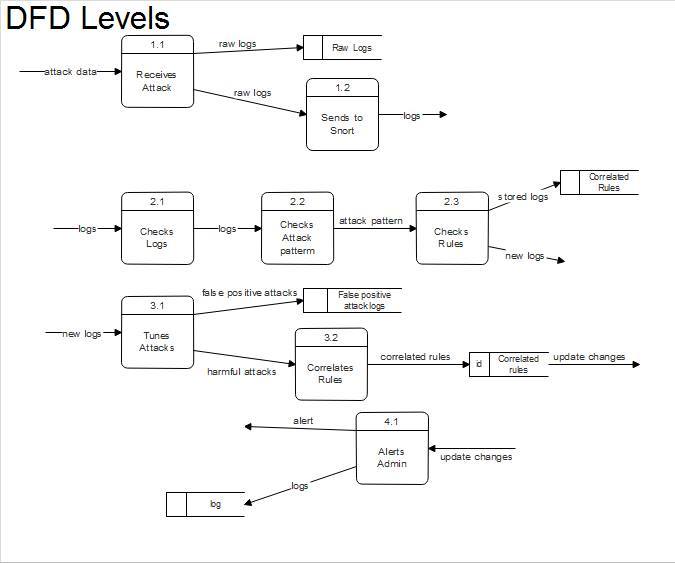 DFD Levels
1.1
raw logs
Raw Logs
attack data
Receives
Attack
raw logs
1.2
Sends to
Snort
logs
Correlated
Rules
2.1
2.2
2.3
stored logs
logs
Checks
Logs
logs
Checks
Attack
patterm
attack pattern
Checks
Rules
new logs
3.1
false positive attacks
False positive
attack logs
new logs
Tunes
Attacks
3.2
harmful attacks
Correlates
Rules
correlated rules
id
Correlated
rules
update changes
alert
4.1
Alerts
Admin
update changes
logs
log